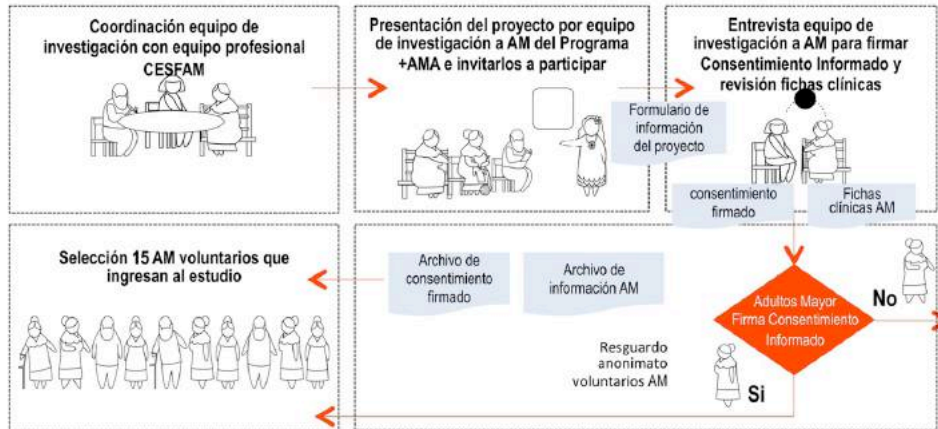 Coordinación equipo de
investigación con equipo profesional
CESFAM
Presentación del proyecto por equipo
de investigación a AM del Programa
+AMA e invitarlos a participar
Formulario de
información
del proyecto
Entrevista equipo de
investigación a AM para firmar
Consentimiento Informado y
revisión fichas clínicas
consentimiento
firmado
Fichas
clínicas AM
Selección 15 AM voluntarios que
ingresan al estudio
Archivo de
consentimiento
firmado
Archivo de
información AM
Adultos Mayor
Firma Consentimiento
Informado
No
Resguardo
anonimato
voluntarios AM
Si